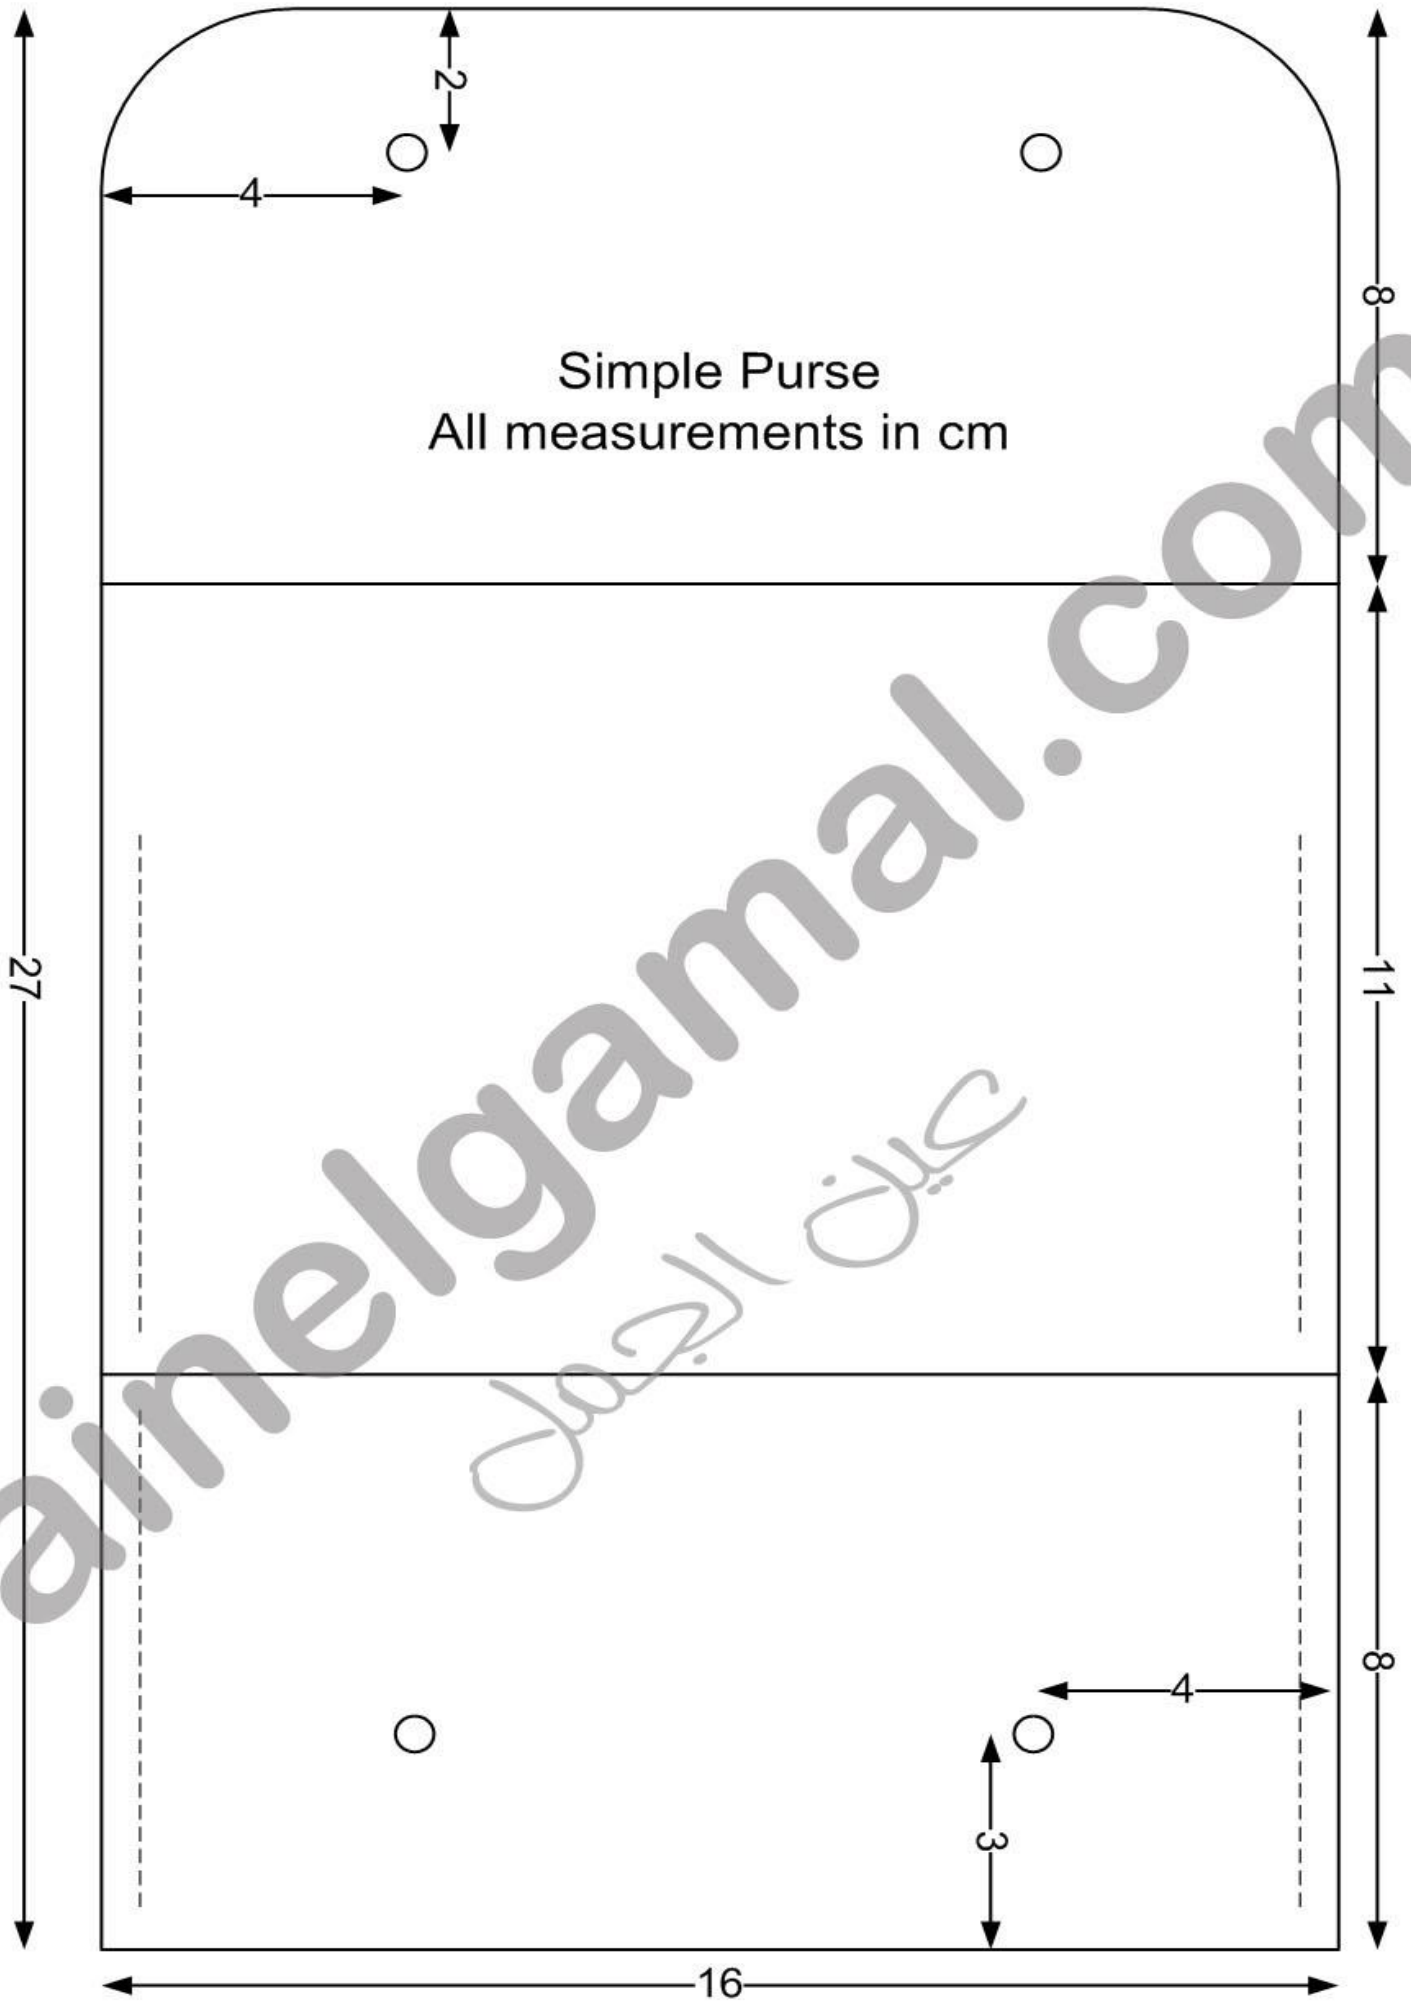 2
4
8
Simple Purse
All measurements in cm
27
11
ainelgamal.com
عين الجمل
8
4
3
16